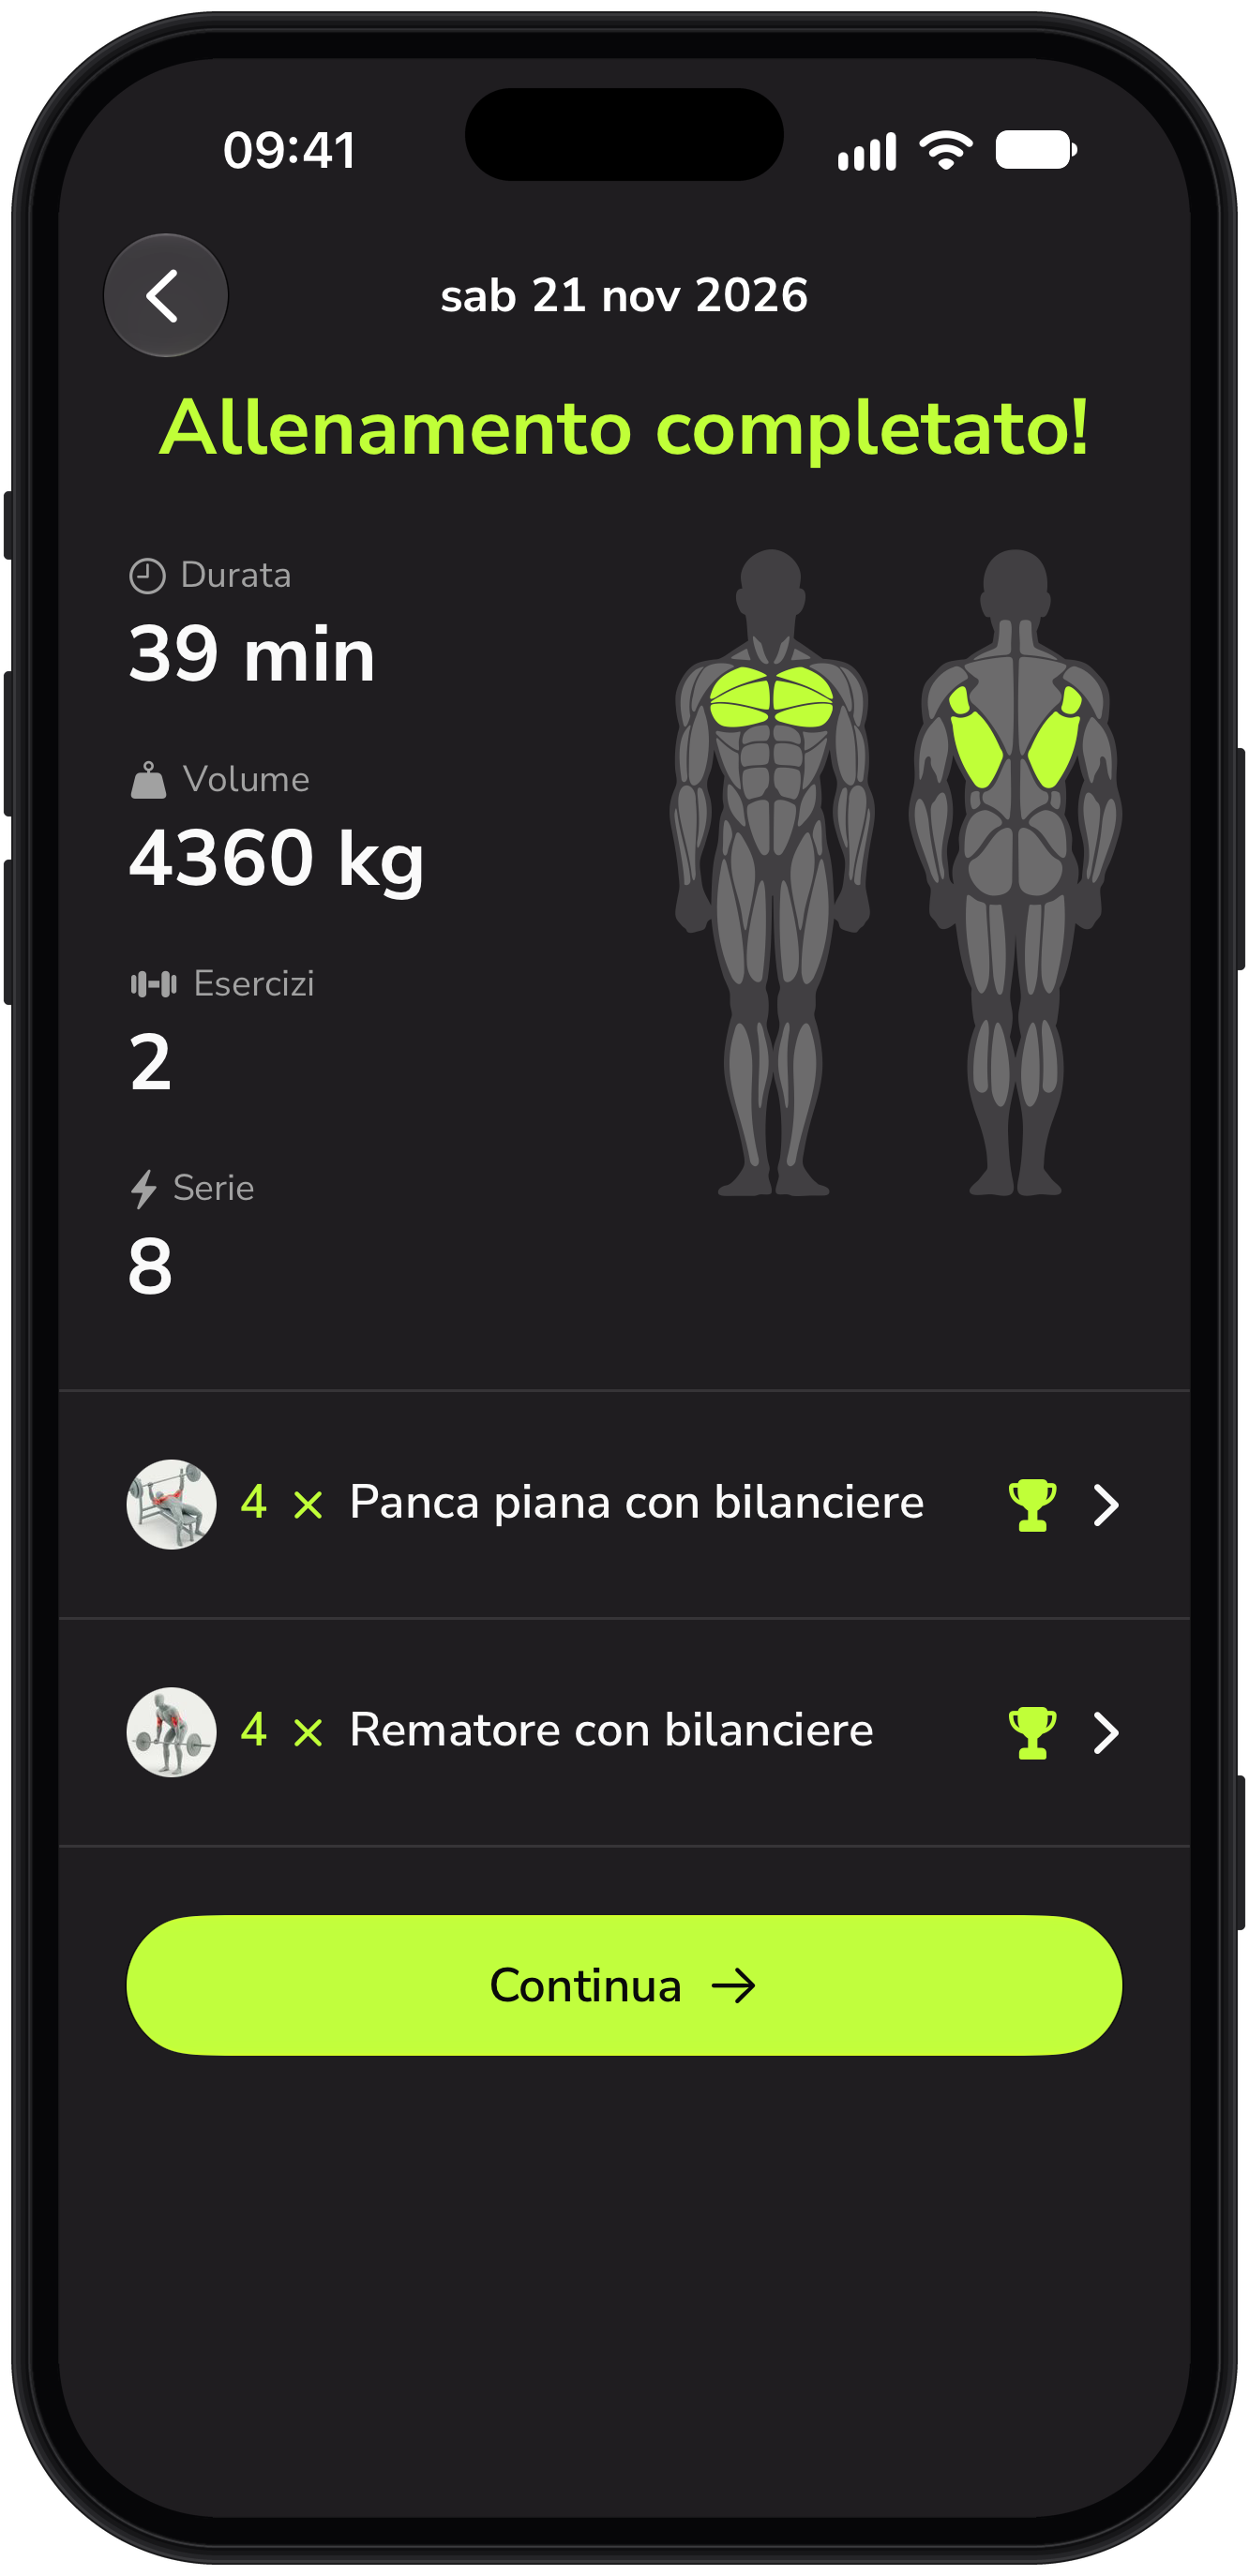 09:41
sab 21 nov 2026
Allenamento completato!
Durata
39 min
Volume
4360 kg
Esercizi
2
Serie
8
4 × Panca piana con bilanciere
4 × Rematore con bilanciere
Continua →